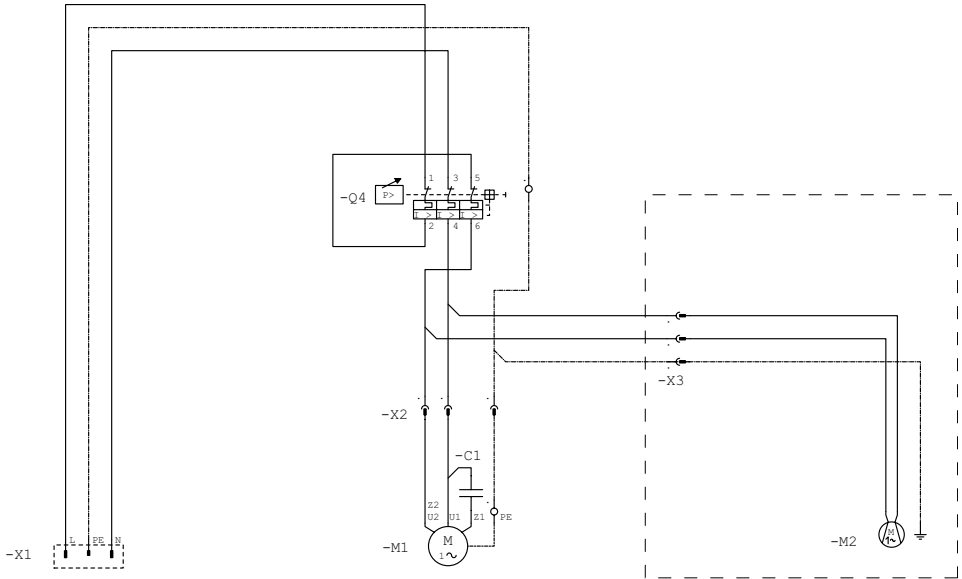 1 3 5
-Q4 P>
I > I > I >
2 4 6
-X3
-X2
-C1
Z2
U2 U1 Z1 PE
-M1 M
1~
-M2 M
1~
L PE N
-X1